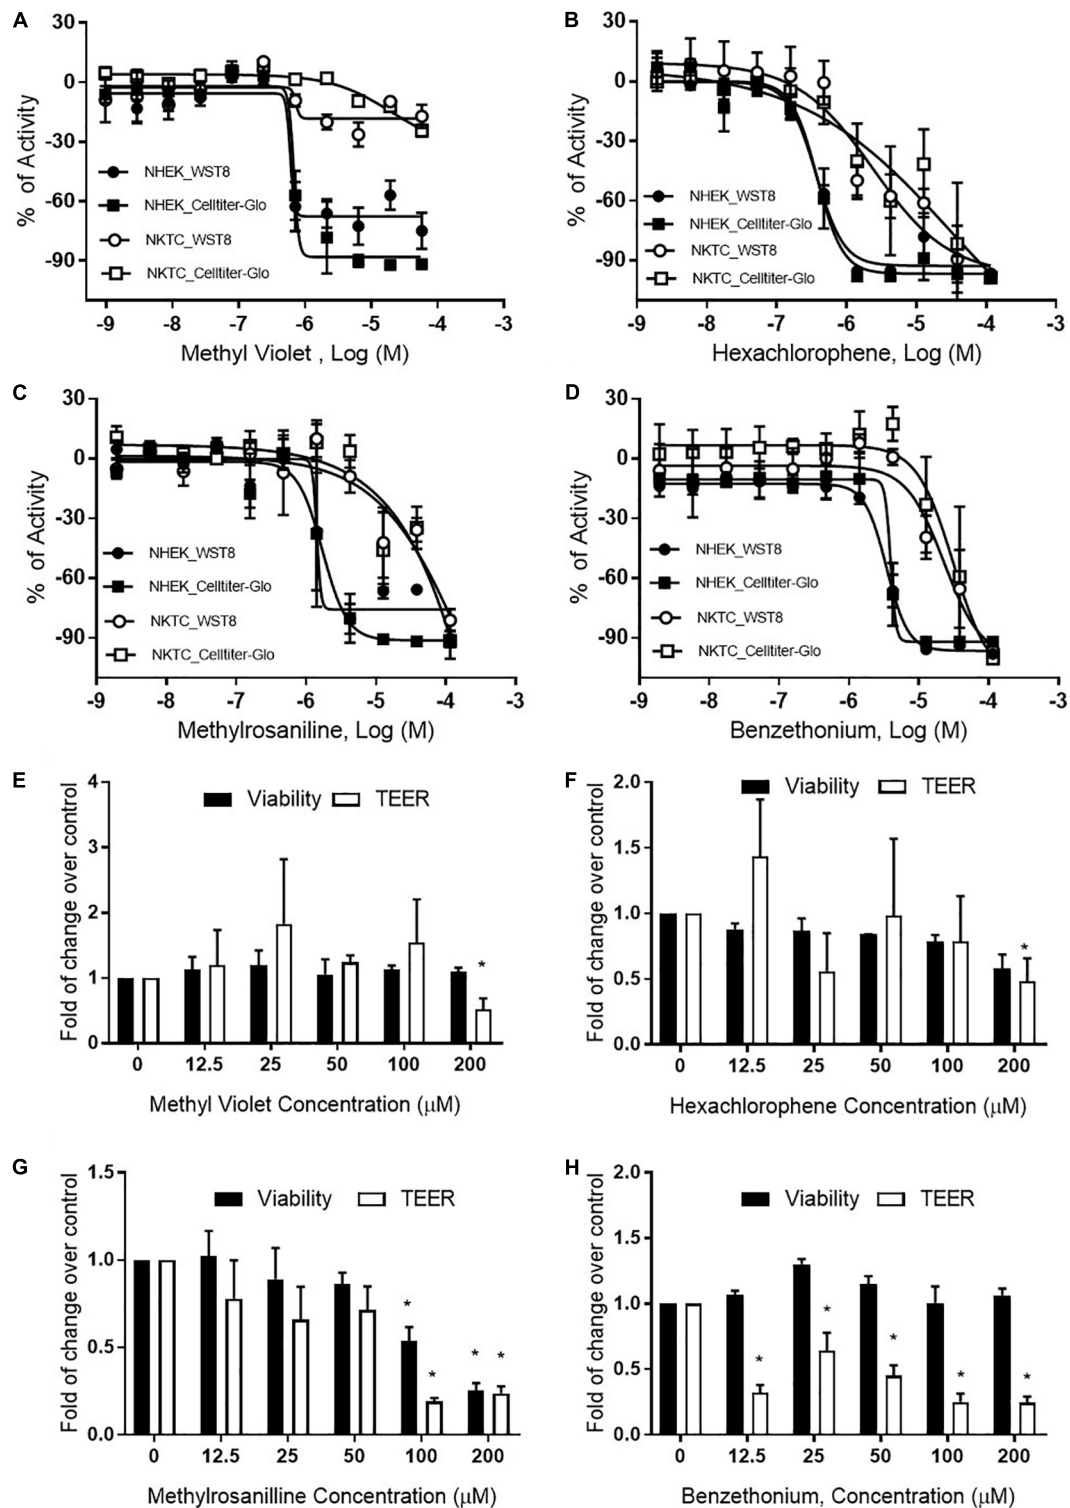 A
30
0
-30
-60
-90
% of Activity
NHEK_WST8
NHEK_Celltiter-Glo
NKTC_WST8
NKTC_Celltiter-Glo
-9 -8 -7 -6 -5 -4 -3
Methyl Violet , Log (M)
B
30
0
-30
-60
-90
% of Activity
NHEK_WST8
NHEK_Celltiter-Glo
NKTC_WST8
NKTC_Celltiter-Glo
-9 -8 -7 -6 -5 -4 -3
Hexachlorophene, Log (M)
C
30
0
-30
-60
-90
% of Activity
NHEK_WST8
NHEK_Celltiter-Glo
NKTC_WST8
NKTC_Celltiter-Glo
-9 -8 -7 -6 -5 -4 -3
Methylrosaniline, Log (M)
D
30
0
-30
-60
-90
% of Activity
NHEK_WST8
NHEK_Celltiter-Glo
NKTC_WST8
NKTC_Celltiter-Glo
-9 -8 -7 -6 -5 -4 -3
Benzethonium, Log (M)
E
4
3
2
1
0
Fold of change over control
Viability TEER
*
0 12.5 25 50 100 200
Methyl Violet Concentration (μM)
F
2.0
1.5
1.0
0.5
0.0
Fold of change over control
Viability TEER
*
0 12.5 25 50 100 200
Hexachlorophene Concentration (μM)
G
1.5
1.0
0.5
0.0
Fold of change over control
Viability TEER
* * * *
0 12.5 25 50 100 200
Methylrosanilline Concentration (μM)
H
2.0
1.5
1.0
0.5
0.0
Fold of change over control
Viability TEER
* * * * *
0 12.5 25 50 100 200
Benzethonium, Concentration (μM)